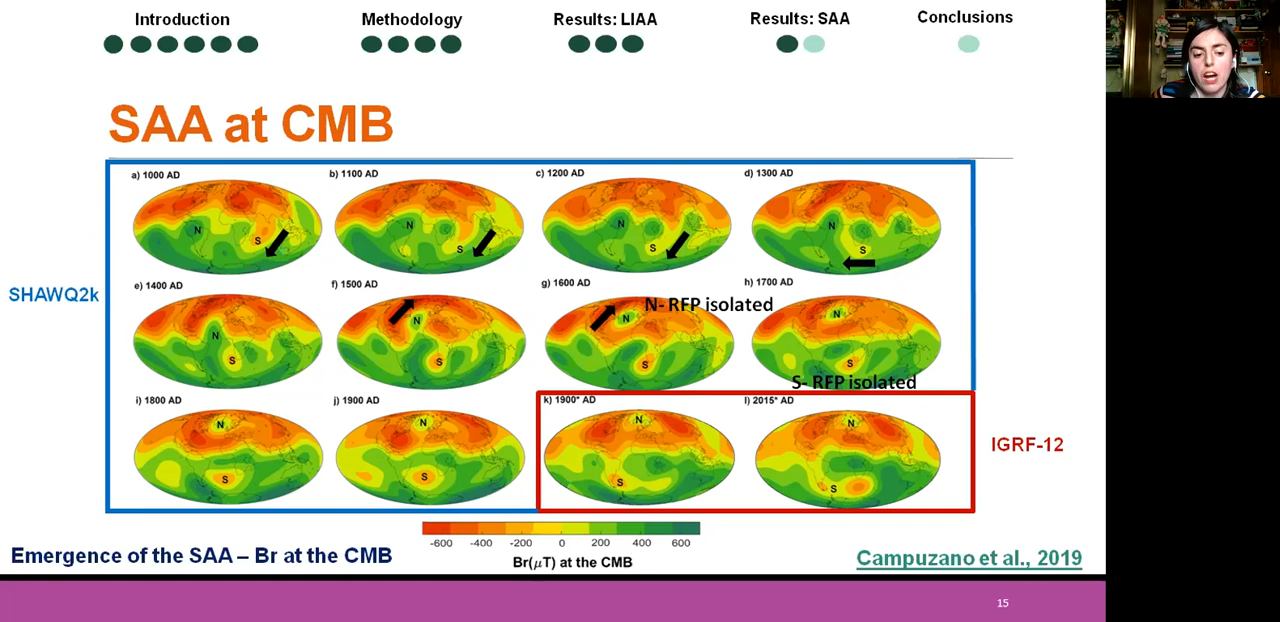 Introduction Methodology Results: LIAA Results: SAA Conclusions
SAA at CMB
a) 1000 AD b) 1100 AD c) 1200 AD d) 1300 AD
N S N S N S N S
SHAWQ2k
e) 1400 AD f) 1500 AD g) 1600 AD h) 1700 AD
N- RFP isolated
N S N S N S N S
S- RFP isolated
i) 1800 AD j) 1900 AD k) 1900* AD l) 2015* AD
N S N S N S N S
IGRF-12
-600 -400 -200 0 200 400 600
Br(μT) at the CMB
Emergence of the SAA – Br at the CMB
Campuzano et al., 2019
15